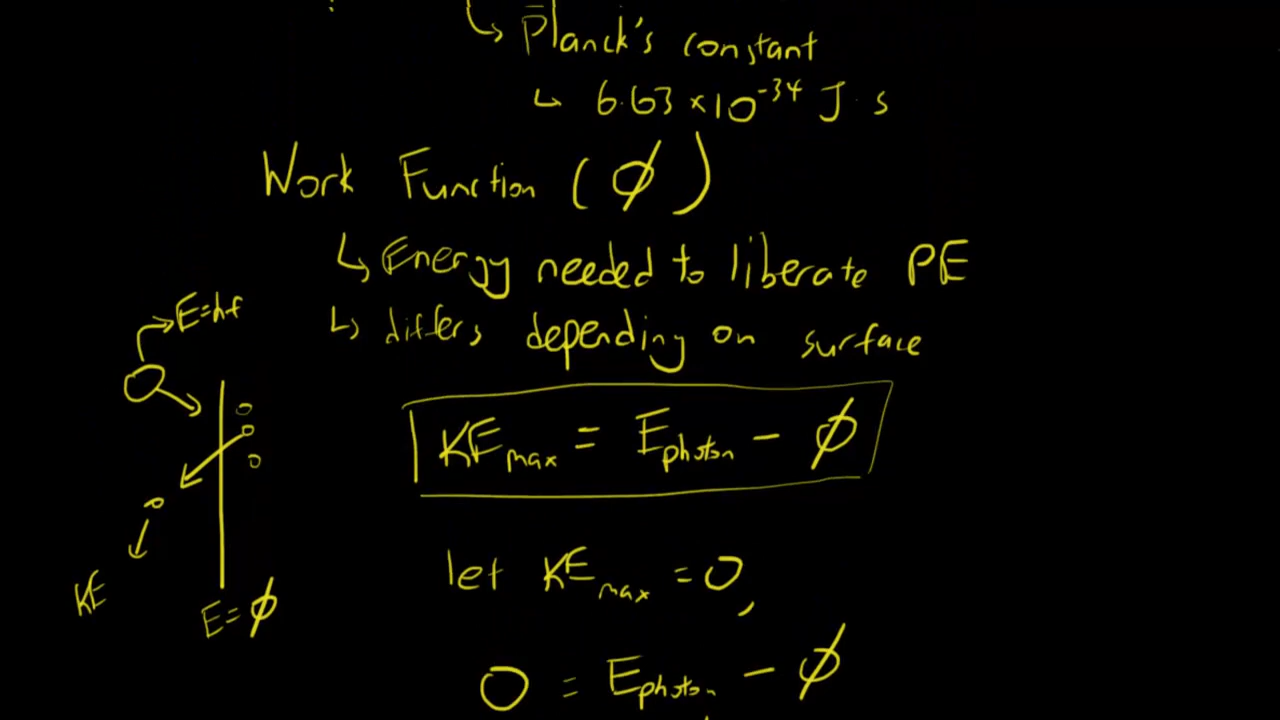 ↳ Planck's constant
↳ 6.63 × 10⁻³⁴ J·s
Work Function (ϕ)
↳ Energy needed to liberate PE
↳ differs depending on surface
E=hf
KE
E=ϕ
KE_max = E_photon − ϕ
let KE_max = 0,
0 = E_photon − ϕ